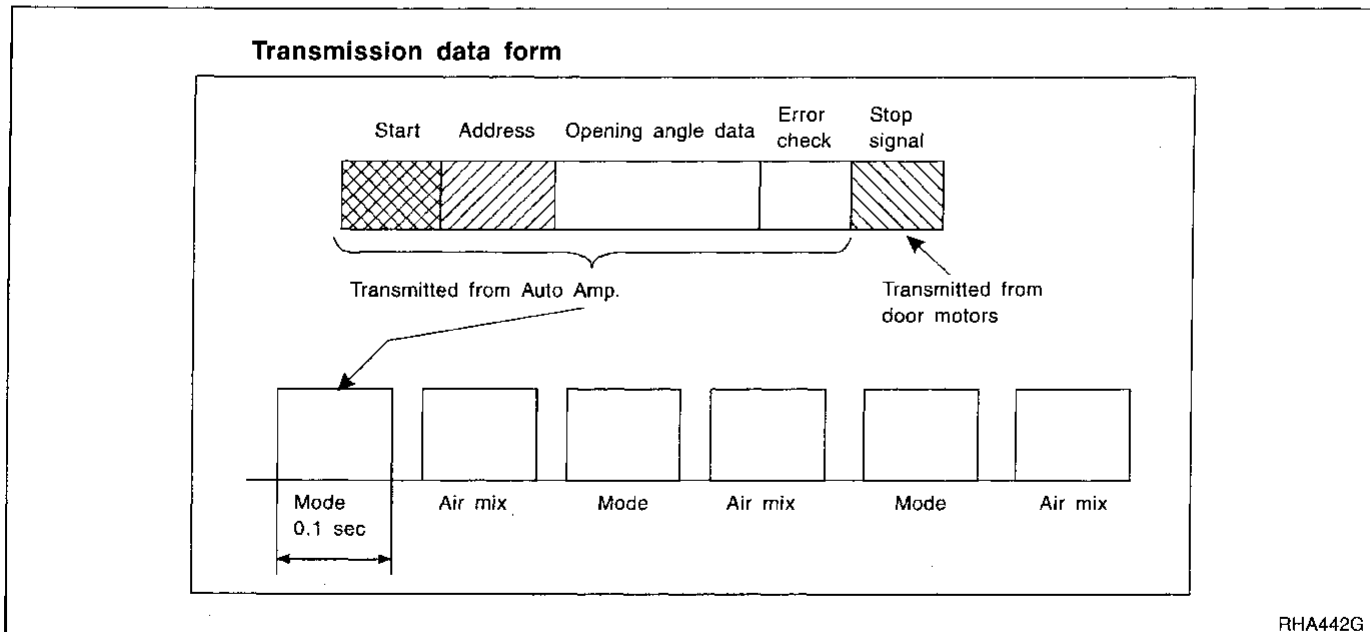 Transmission data form
Start Address Opening angle data Error check Stop signal
Transmitted from Auto Amp.
Transmitted from door motors
Mode Air mix Mode Air mix Mode Air mix
0.1 sec
RHA442G